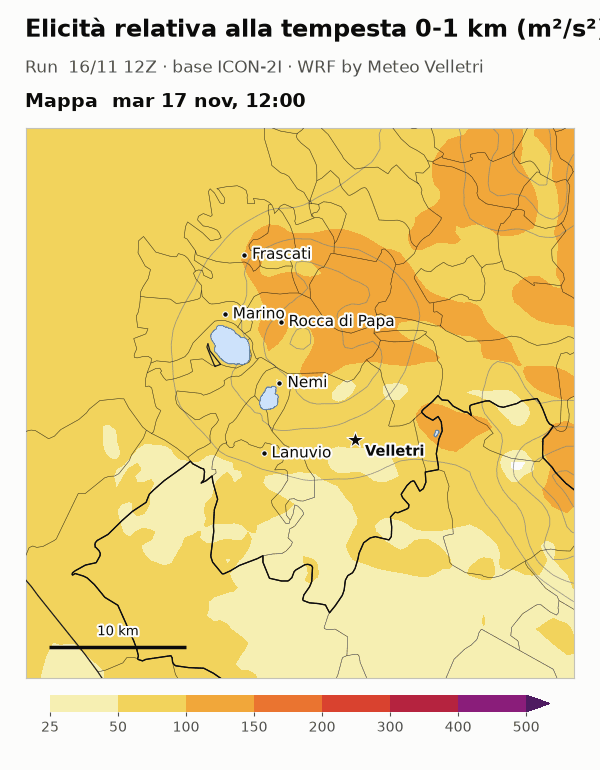 Elicità relativa alla tempesta 0-1 km (m²/s²)
Run 16/11 12Z · base ICON-2I · WRF by Meteo Velletri
Mappa mar 17 nov, 12:00
Frascati
Marino
Rocca di Papa
Nemi
Velletri
Lanuvio
10 km
25 50 100 150 200 300 400 500